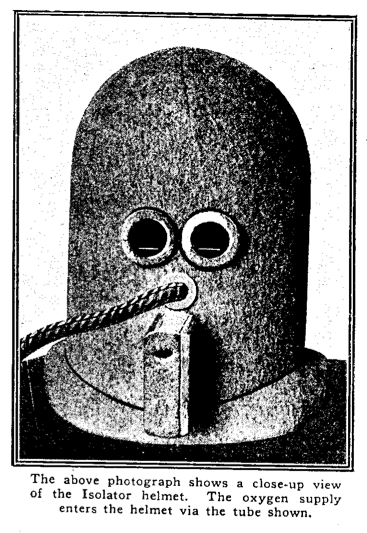 The above photograph shows a close-up view
of the Isolator helmet. The oxygen supply
enters the helmet via the tube shown.